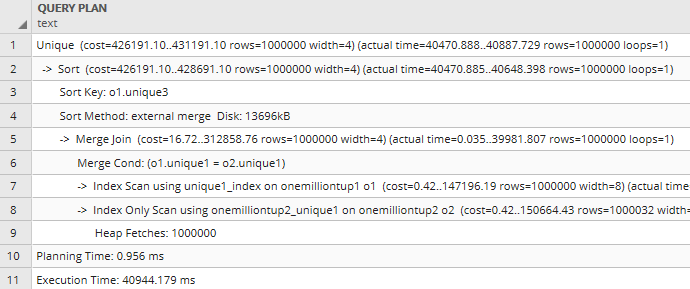 QUERY PLAN
text
1 Unique (cost=426191.10..431191.10 rows=1000000 width=4) (actual time=40470.888..40887.729 rows=1000000 loops=1)
2 -> Sort (cost=426191.10..428691.10 rows=1000000 width=4) (actual time=40470.885..40648.398 rows=1000000 loops=1)
3 Sort Key: o1.unique3
4 Sort Method: external merge Disk: 13696kB
5 -> Merge Join (cost=16.72..312858.76 rows=1000000 width=4) (actual time=0.035..39981.807 rows=1000000 loops=1)
6 Merge Cond: (o1.unique1 = o2.unique1)
7 -> Index Scan using unique1_index on onemilliontup1 o1 (cost=0.42..147196.19 rows=1000000 width=8) (actual time
8 -> Index Only Scan using onemilliontup2_unique1 on onemilliontup2 o2 (cost=0.42..150664.43 rows=1000032 width=
9 Heap Fetches: 1000000
10 Planning Time: 0.956 ms
11 Execution Time: 40944.179 ms